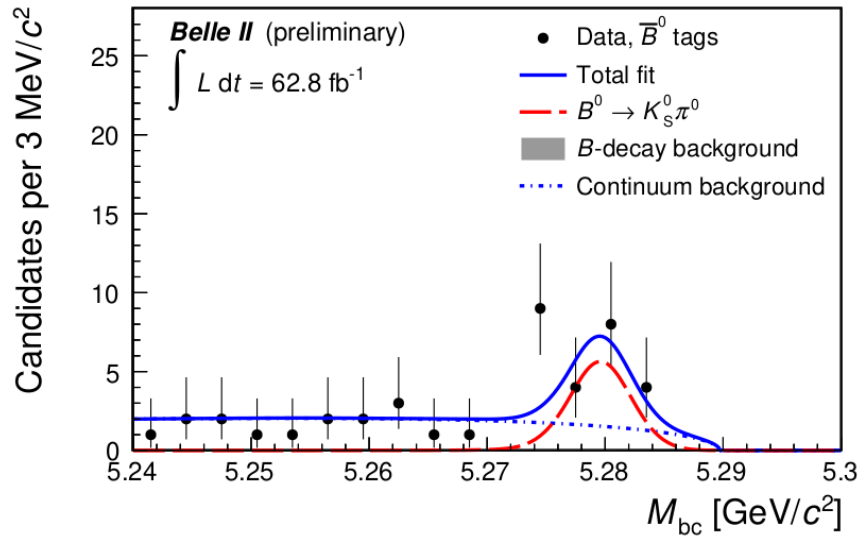 Belle II (preliminary)
∫ L dt = 62.8 fb⁻¹
Data, B̅⁰ tags
Total fit
B⁰ → K_S⁰ π⁰
B-decay background
Continuum background
Candidates per 3 MeV/c²
25
20
15
10
5
0
5.24 5.25 5.26 5.27 5.28 5.29 5.3
M_bc [GeV/c²]